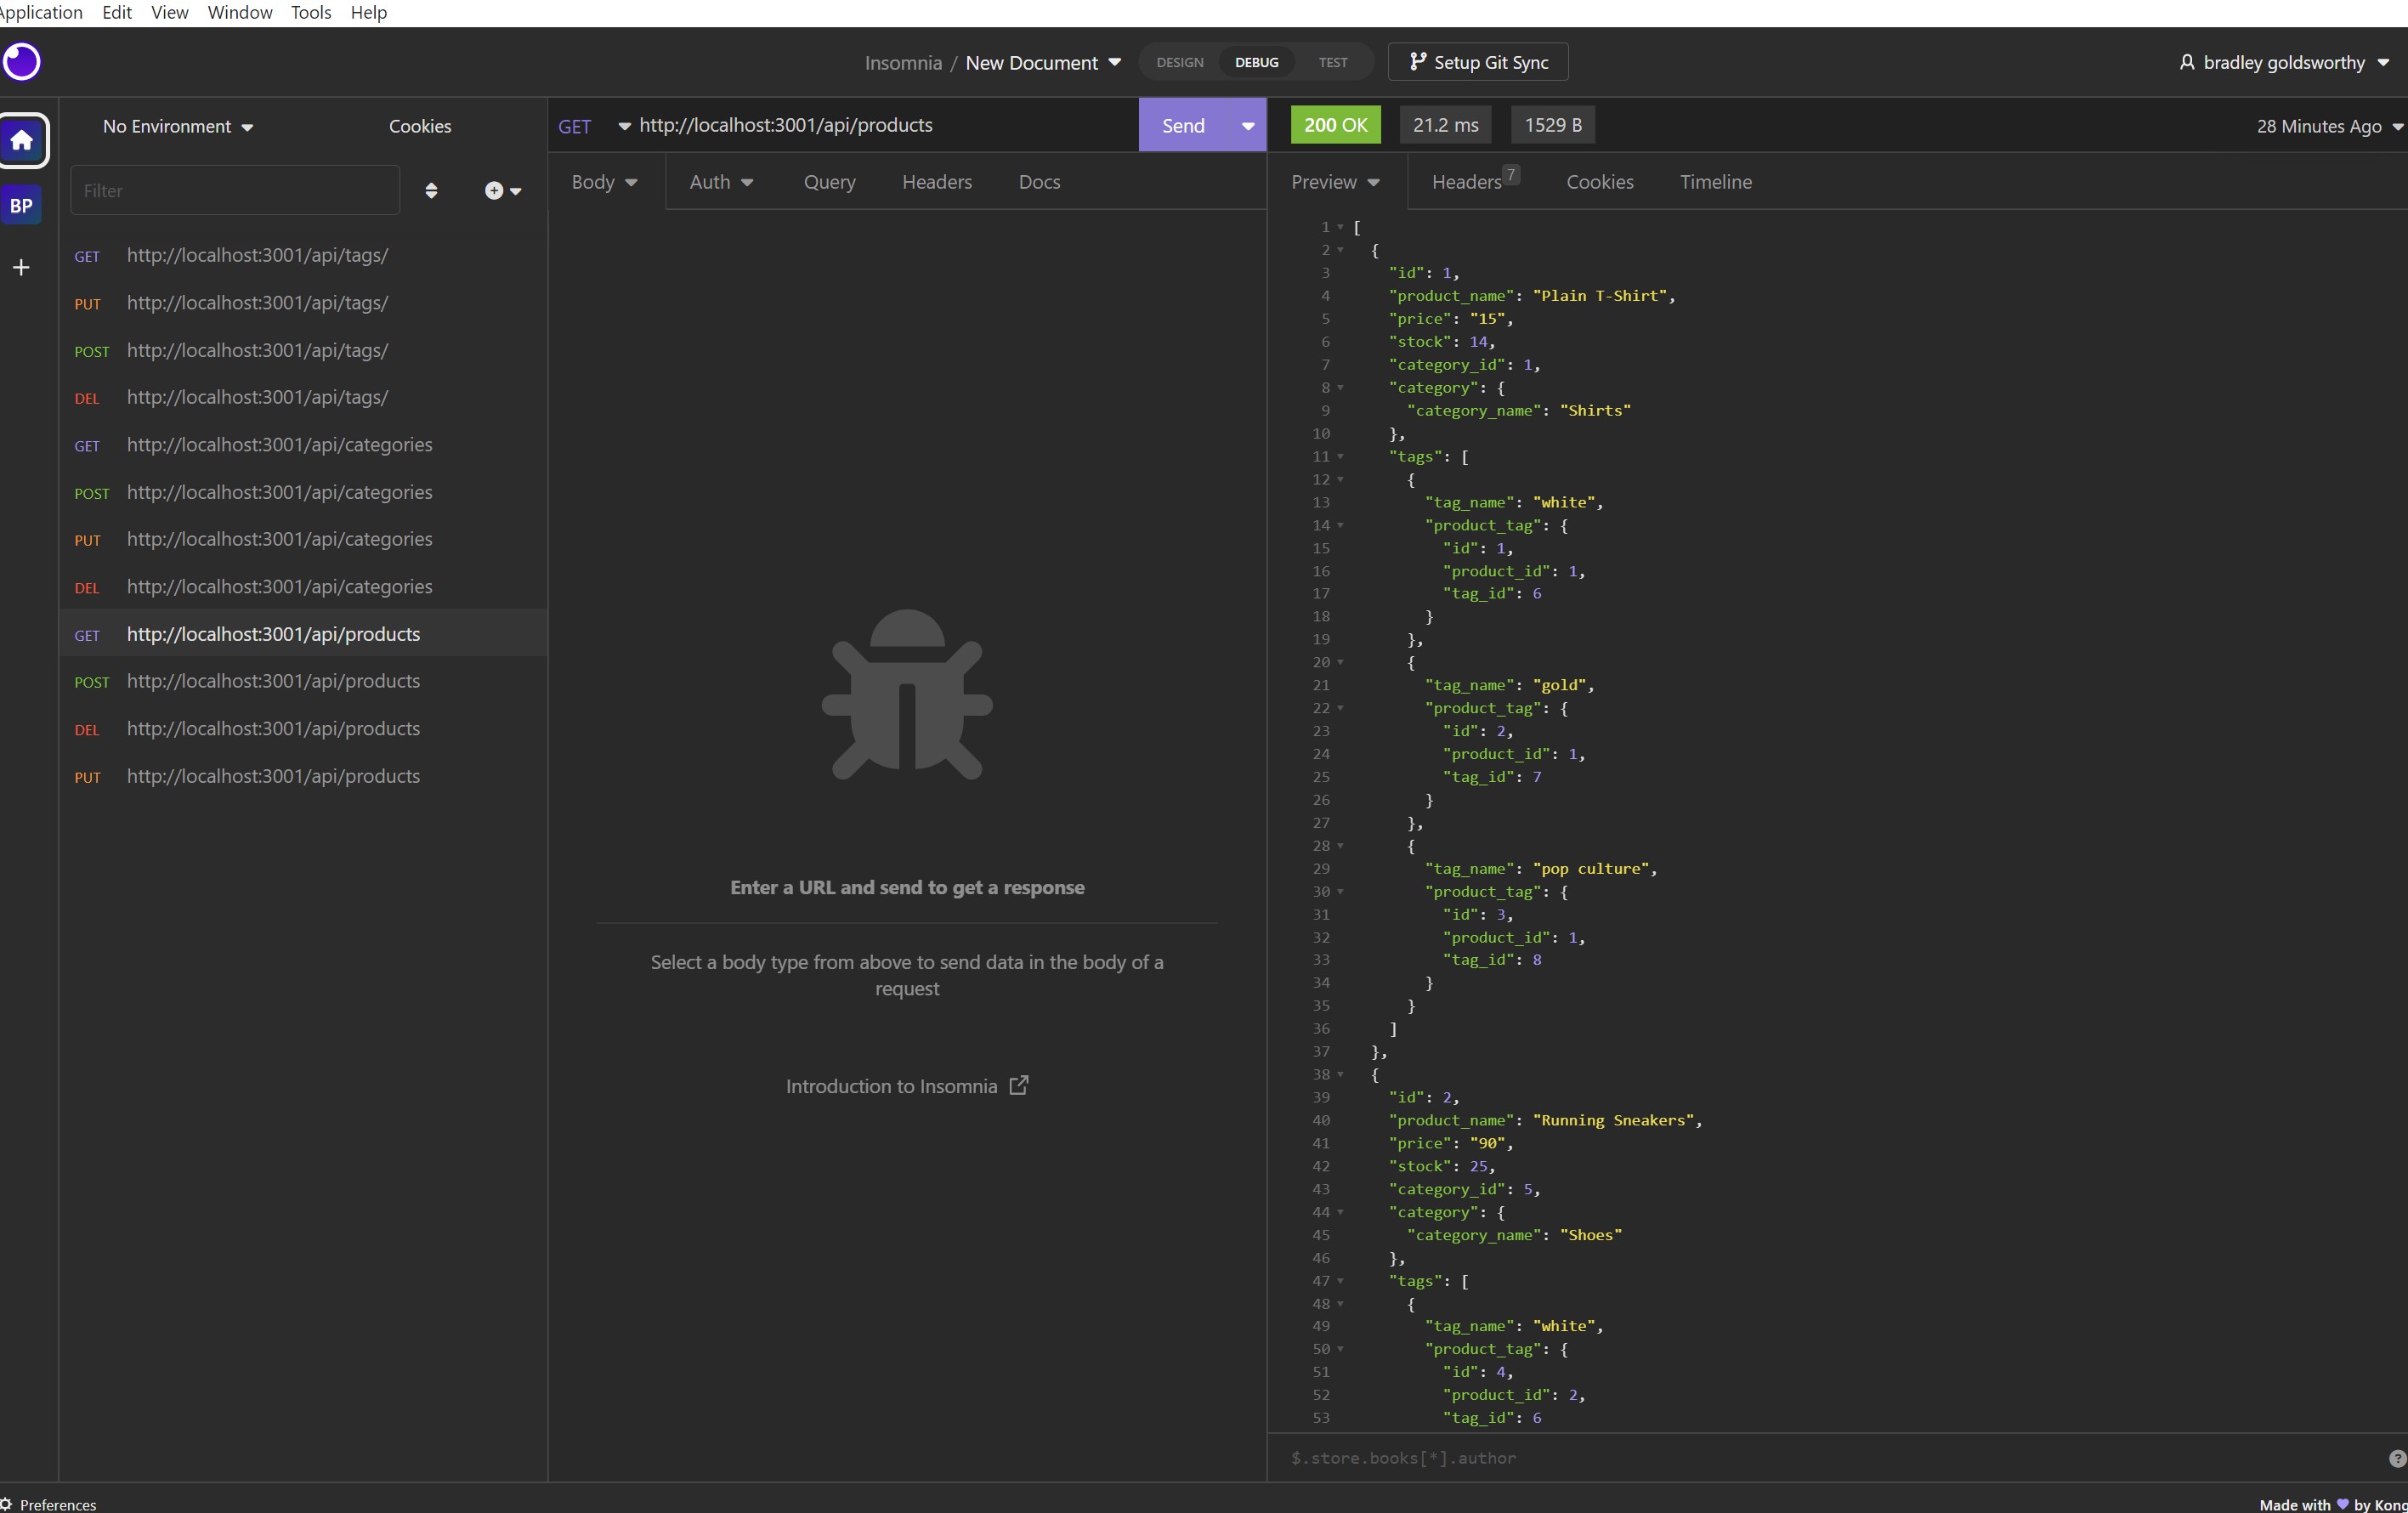 Application Edit View Window Tools Help
Insomnia / New Document DESIGN DEBUG TEST Setup Git Sync bradley goldsworthy
No Environment Cookies
GET http://localhost:3001/api/products Send
200 OK 21.2 ms 1529 B 28 Minutes Ago
BP
Filter
GET http://localhost:3001/api/tags/
PUT http://localhost:3001/api/tags/
POST http://localhost:3001/api/tags/
DEL http://localhost:3001/api/tags/
GET http://localhost:3001/api/categories
POST http://localhost:3001/api/categories
PUT http://localhost:3001/api/categories
DEL http://localhost:3001/api/categories
GET http://localhost:3001/api/products
POST http://localhost:3001/api/products
DEL http://localhost:3001/api/products
PUT http://localhost:3001/api/products
Body Auth Query Headers Docs
Enter a URL and send to get a response
Select a body type from above to send data in the body of a
request
Introduction to Insomnia
Preview Headers 7 Cookies Timeline
1 [
2 {
3 "id": 1,
4 "product_name": "Plain T-Shirt",
5 "price": "15",
6 "stock": 14,
7 "category_id": 1,
8 "category": {
9 "category_name": "Shirts"
10 },
11 "tags": [
12 {
13 "tag_name": "white",
14 "product_tag": {
15 "id": 1,
16 "product_id": 1,
17 "tag_id": 6
18 }
19 },
20 {
21 "tag_name": "gold",
22 "product_tag": {
23 "id": 2,
24 "product_id": 1,
25 "tag_id": 7
26 }
27 },
28 {
29 "tag_name": "pop culture",
30 "product_tag": {
31 "id": 3,
32 "product_id": 1,
33 "tag_id": 8
34 }
35 }
36 ]
37 },
38 {
39 "id": 2,
40 "product_name": "Running Sneakers",
41 "price": "90",
42 "stock": 25,
43 "category_id": 5,
44 "category": {
45 "category_name": "Shoes"
46 },
47 "tags": [
48 {
49 "tag_name": "white",
50 "product_tag": {
51 "id": 4,
52 "product_id": 2,
53 "tag_id": 6
$.store.books[*].author
Preferences
Made with by Kong